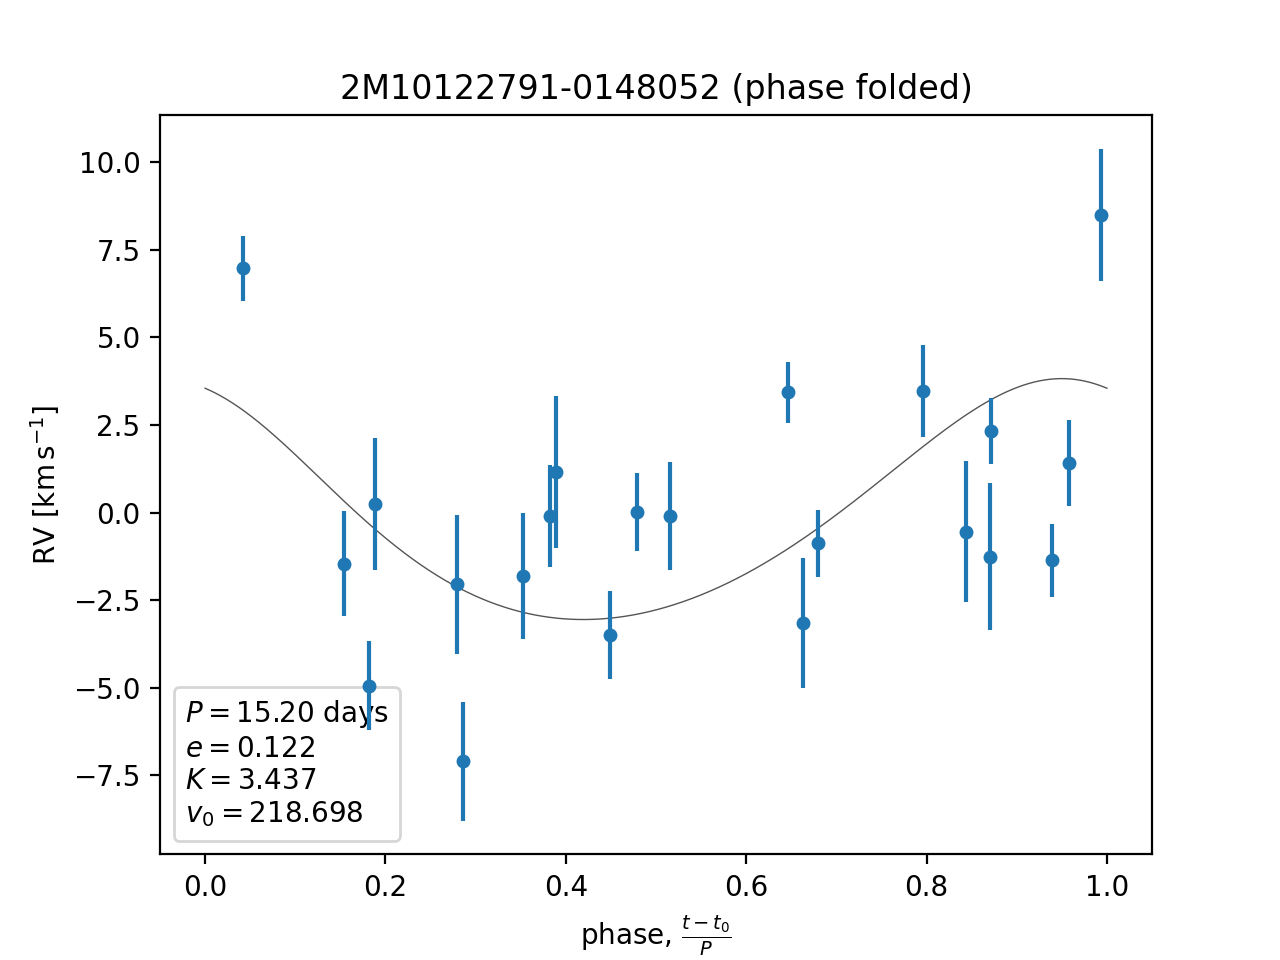 2M10122791-0148052 (phase folded)
RV [km s⁻¹]
10.0
7.5
5.0
2.5
0.0
−2.5
−5.0
−7.5
P = 15.20 days
e = 0.122
K = 3.437
v₀ = 218.698
0.0 0.2 0.4 0.6 0.8 1.0
phase, (t − t₀)/P